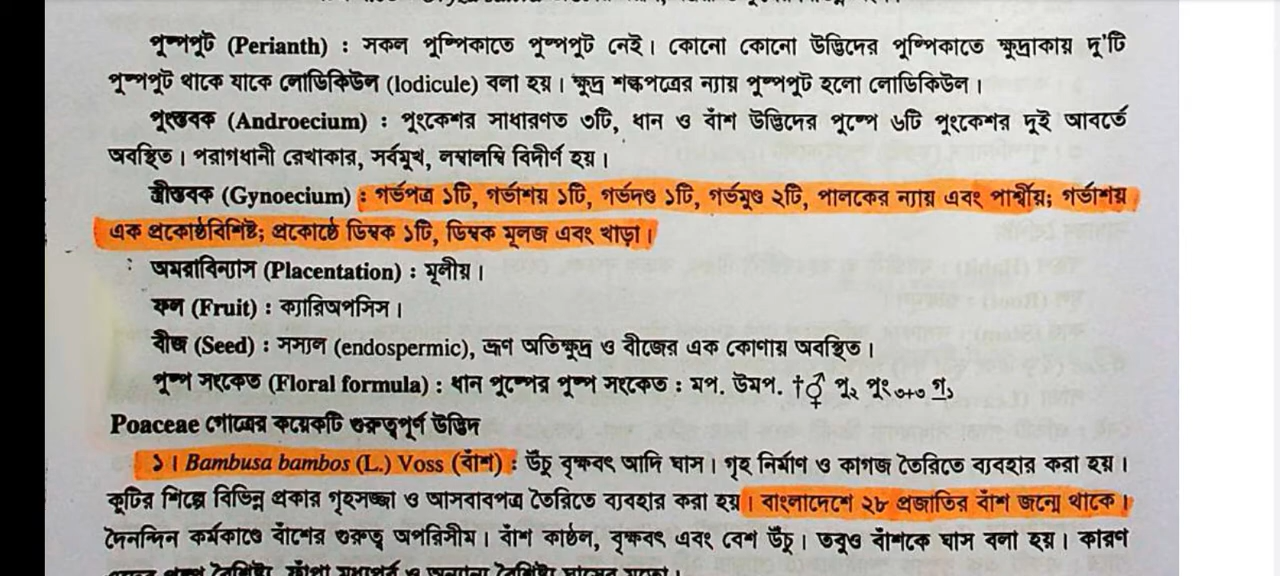 পুষ্পপুট (Perianth) : সকল পুষ্পিকাতে পুষ্পপুট নেই। কোনো কোনো উদ্ভিদের পুষ্পিকাতে ক্ষুদ্রাকায় দু'টি
পুষ্পপুট থাকে যাকে লোডিকিউল (lodicule) বলা হয়। ক্ষুদ্র শল্কপত্রের ন্যায় পুষ্পপুট হলো লোডিকিউল।
পুংস্তবক (Androecium) : পুংকেশর সাধারণত ৩টি, ধান ও বাঁশ উদ্ভিদের পুষ্পে ৬টি পুংকেশর দুই আবর্তে
অবস্থিত। পরাগধানী রেখাকার, সর্বমুখ, লম্বালম্বি বিদীর্ণ হয়।
স্ত্রীস্তবক (Gynoecium) : গর্ভপত্র ১টি, গর্ভাশয় ১টি, গর্ভদণ্ড ১টি, গর্ভমুণ্ড ২টি, পালকের ন্যায় এবং পার্শ্বীয়; গর্ভাশয়
এক প্রকোষ্ঠবিশিষ্ট; প্রকোষ্ঠে ডিম্বক ১টি, ডিম্বক মূলজ এবং খাড়া।
অমরাবিন্যাস (Placentation) : মূলীয়।
ফল (Fruit) : ক্যারিঅপসিস।
বীজ (Seed) : সস্যল (endospermic), ভ্রূণ অতিক্ষুদ্র ও বীজের এক কোণায় অবস্থিত।
পুষ্প সংকেত (Floral formula) : ধান পুষ্পের পুষ্প সংকেত : মপ. উমপ. †⚥ পু₂ পুং৩+৩ গ১
Poaceae গোত্রের কয়েকটি গুরুত্বপূর্ণ উদ্ভিদ
১। Bambusa bambos (L.) Voss (বাঁশ) : উঁচু বৃক্ষবৎ আদি ঘাস। গৃহ নির্মাণ ও কাগজ তৈরিতে ব্যবহার করা হয়।
কুটির শিল্পে বিভিন্ন প্রকার গৃহসজ্জা ও আসবাবপত্র তৈরিতে ব্যবহার করা হয়। বাংলাদেশে ২৮ প্রজাতির বাঁশ জন্মে থাকে।
দৈনন্দিন কর্মকাণ্ডে বাঁশের গুরুত্ব অপরিসীম। বাঁশ কাষ্ঠল, বৃক্ষবৎ এবং বেশ উঁচু। তবুও বাঁশকে ঘাস বলা হয়। কারণ